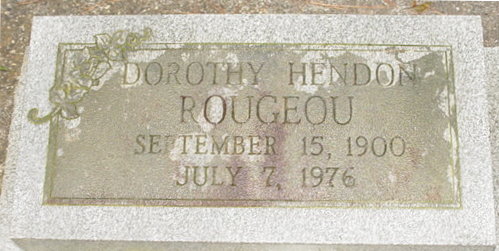 DOROTHY HENDON
ROUGEOU
SEPTEMBER 15, 1900
JULY 7, 1976